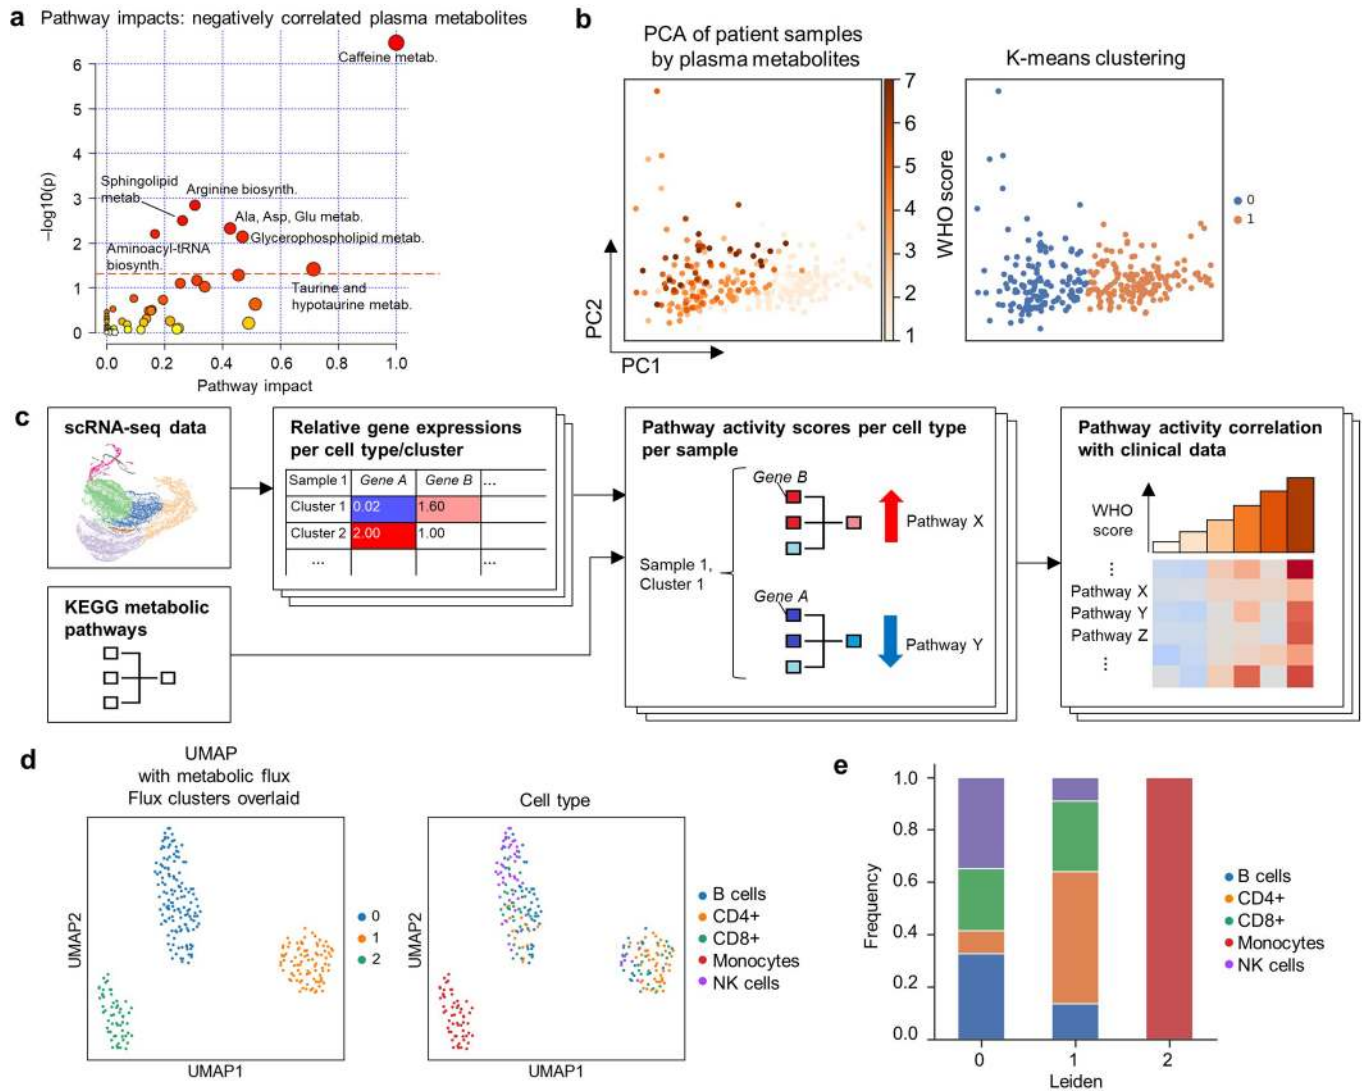 a
Pathway impacts: negatively correlated plasma metabolites
Caffeine metab.
6
5
4
3
2
1
0
–log10(p)
Sphingolipid
metab.
Arginine biosynth.
Ala, Asp, Glu metab.
Glycerophospholipid metab.
Aminoacyl-tRNA
biosynth.
Taurine and
hypotaurine metab.
0.0 0.2 0.4 0.6 0.8 1.0
Pathway impact
b
PCA of patient samples
by plasma metabolites
7
6
5
4
3
2
1
WHO score
PC2
PC1
K-means clustering
0
1
c
scRNA-seq data
KEGG metabolic
pathways
Relative gene expressions
per cell type/cluster
Sample 1 Gene A Gene B ...
Cluster 1 0.02 1.60
Cluster 2 2.00 1.00
... ...
Pathway activity scores per cell type
per sample
Gene B
Pathway X
Sample 1,
Cluster 1
Gene A
Pathway Y
Pathway activity correlation
with clinical data
WHO
score
⋮
Pathway X
Pathway Y
Pathway Z
⋮
d
UMAP
with metabolic flux
Flux clusters overlaid
UMAP2
UMAP1
0
1
2
Cell type
UMAP2
UMAP1
B cells
CD4+
CD8+
Monocytes
NK cells
e
1.0
0.8
0.6
0.4
0.2
0.0
Frequency
0 1 2
Leiden
B cells
CD4+
CD8+
Monocytes
NK cells